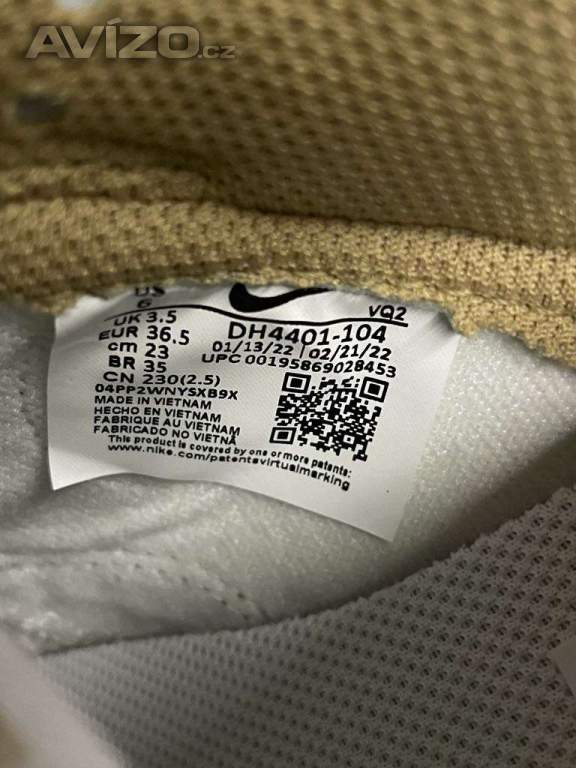 AVÍZO.cz
US
6
UK 3.5
EUR 36.5
cm 23
BR 35
CN 230(2.5)
04PP2WNYSXB9X
MADE IN VIETNAM
HECHO EN VIETNAM
FABRIQUE AU VIETNAM
FABRICADO NO VIETNÃ
This product is covered by one or more patents:
www.nike.com/patentsvirtualmarking
VQ2
DH4401-104
01/13/22 | 02/21/22
UPC 00195869028453